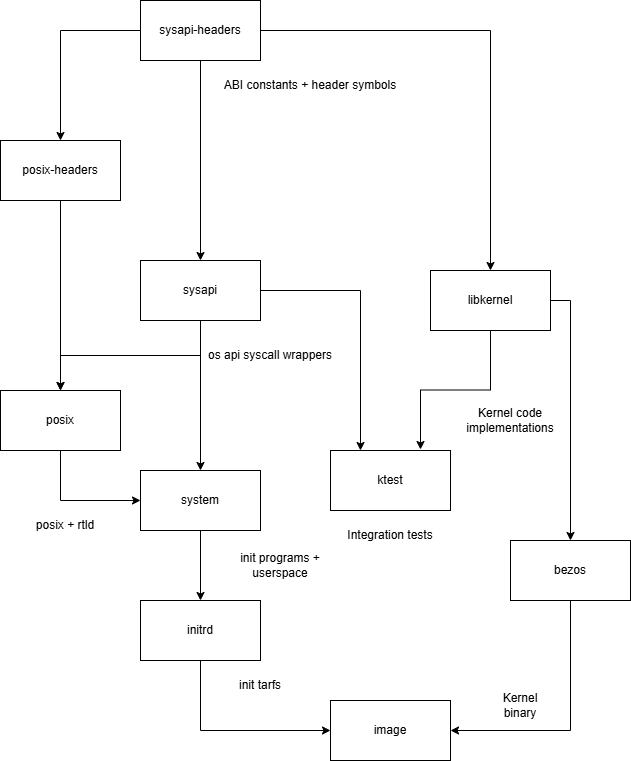 sysapi-headers
ABI constants + header symbols
posix-headers
sysapi
libkernel
os api syscall wrappers
posix
Kernel code
implementations
ktest
system
posix + rtld
Integration tests
init programs +
userspace
bezos
initrd
init tarfs
Kernel
binary
image